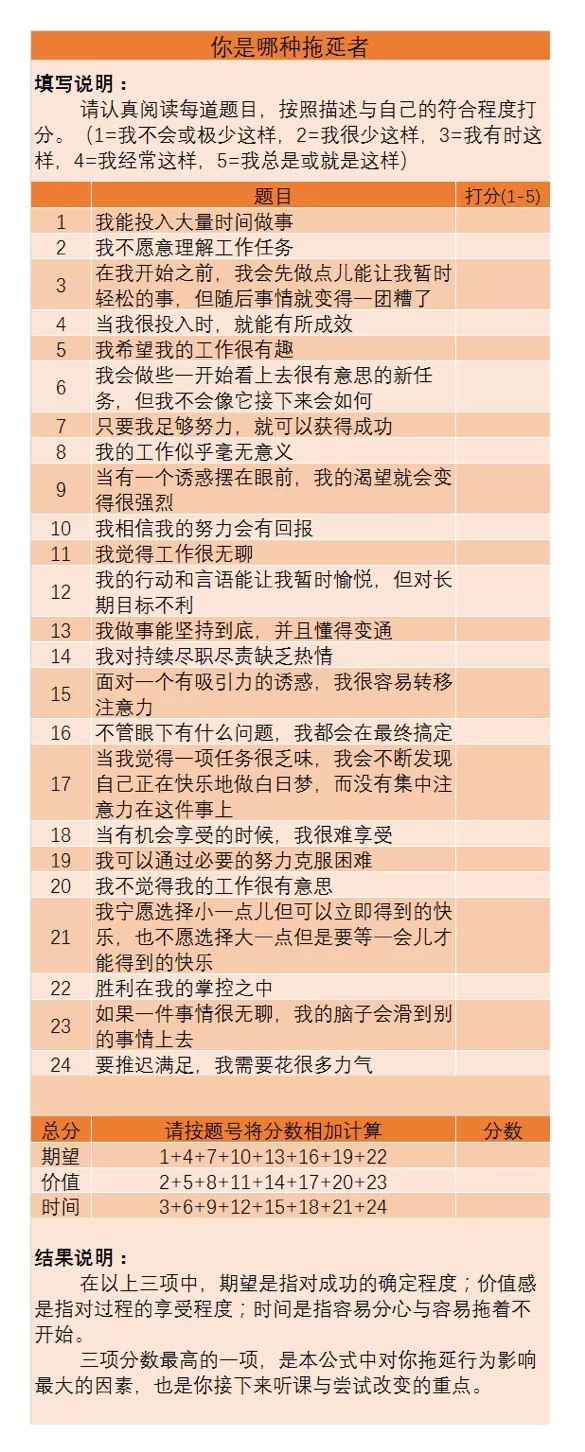 你是哪种拖延者
填写说明：
请认真阅读每道题目，按照描述与自己的符合程度打
分。（1=我不会或极少这样，2=我很少这样，3=我有时这
样，4=我经常这样，5=我总是或就是这样）
题目 打分(1-5)
1 我能投入大量时间做事
2 我不愿意理解工作任务
3 在我开始之前，我会先做点儿能让我暂时
轻松的事，但随后事情就变得一团糟了
4 当我很投入时，就能有所成效
5 我希望我的工作很有趣
6 我会做些一开始看上去很有意思的新任
务，但我不会像它接下来会如何
7 只要我足够努力，就可以获得成功
8 我的工作似乎毫无意义
9 当有一个诱惑摆在眼前，我的渴望就会变
得很强烈
10 我相信我的努力会有回报
11 我觉得工作很无聊
12 我的行动和言语能让我暂时愉悦，但对长
期目标不利
13 我做事能坚持到底，并且懂得变通
14 我对持续尽职尽责缺乏热情
15 面对一个有吸引力的诱惑，我很容易转移
注意力
16 不管眼下有什么问题，我都会在最终搞定
17 当我觉得一项任务很乏味，我会不断发现
自己正在快乐地做白日梦，而没有集中注
意力在这件事上
18 当有机会享受的时候，我很难享受
19 我可以通过必要的努力克服困难
20 我不觉得我的工作很有意思
21 我宁愿选择小一点儿但可以立即得到的快
乐，也不愿选择大一点但是要等一会儿才
能得到的快乐
22 胜利在我的掌控之中
23 如果一件事情很无聊，我的脑子会滑到别
的事情上去
24 要推迟满足，我需要花很多力气
总分 请按题号将分数相加计算 分数
期望 1+4+7+10+13+16+19+22
价值 2+5+8+11+14+17+20+23
时间 3+6+9+12+15+18+21+24
结果说明：
在以上三项中，期望是指对成功的确定程度；价值感
是指对过程的享受程度；时间是指容易分心与容易拖着不
开始。
三项分数最高的一项，是本公式中对你拖延行为影响
最大的因素，也是你接下来听课与尝试改变的重点。